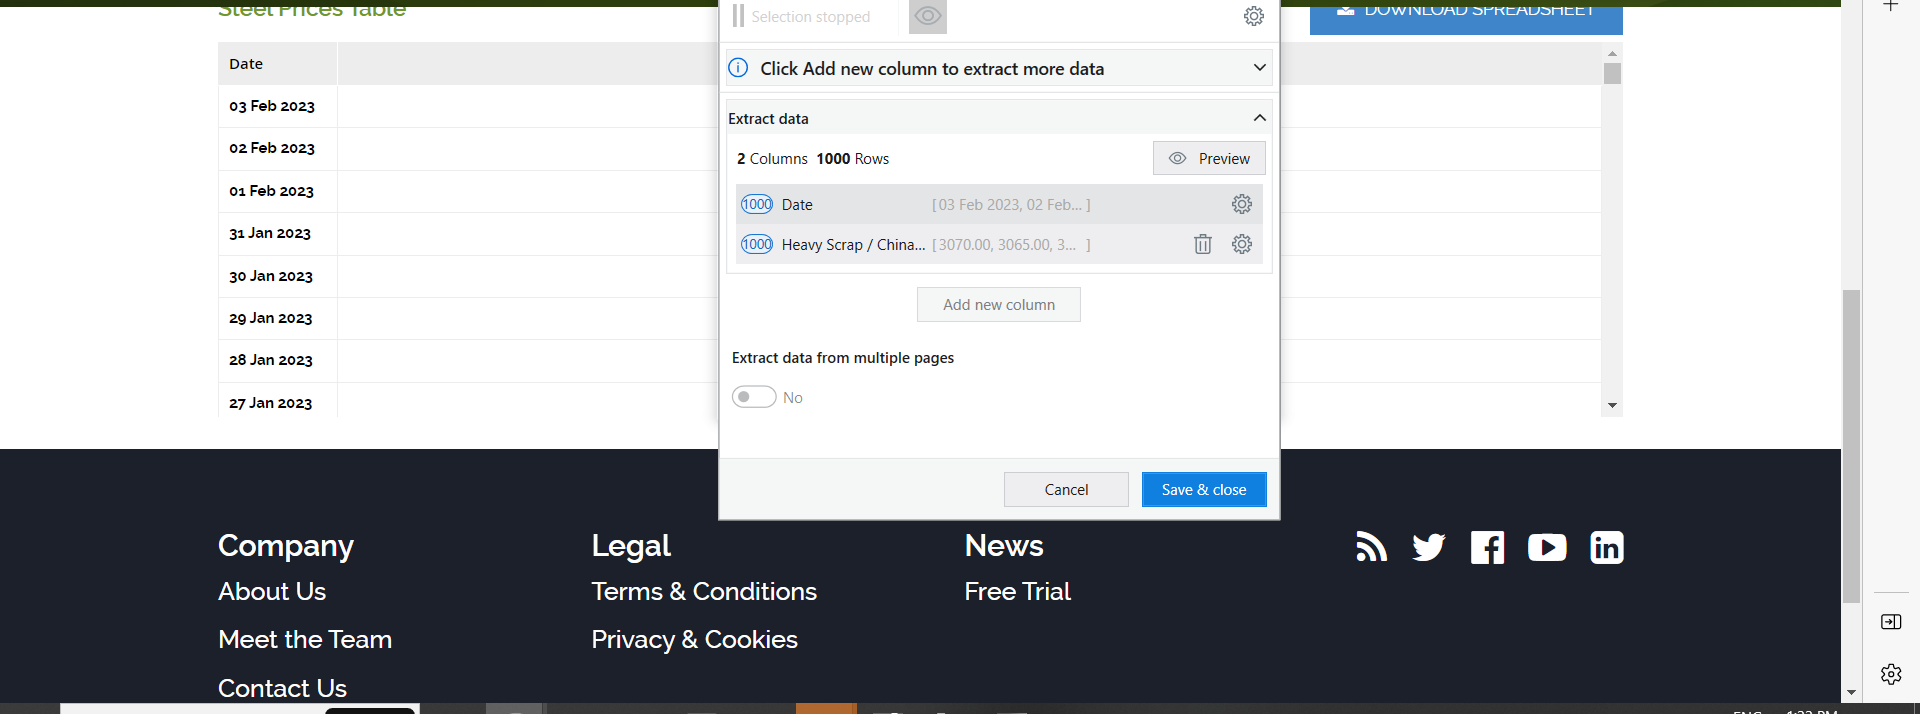 Steel Prices Table
DOWNLOAD SPREADSHEET
Selection stopped
Click Add new column to extract more data
Date
03 Feb 2023
02 Feb 2023
01 Feb 2023
31 Jan 2023
30 Jan 2023
29 Jan 2023
28 Jan 2023
27 Jan 2023
Extract data
2 Columns 1000 Rows
Preview
1000 Date [ 03 Feb 2023, 02 Feb... ]
1000 Heavy Scrap / China... [ 3070.00, 3065.00, 3... ]
Add new column
Extract data from multiple pages
No
Cancel
Save & close
Company
About Us
Meet the Team
Contact Us
Legal
Terms & Conditions
Privacy & Cookies
News
Free Trial